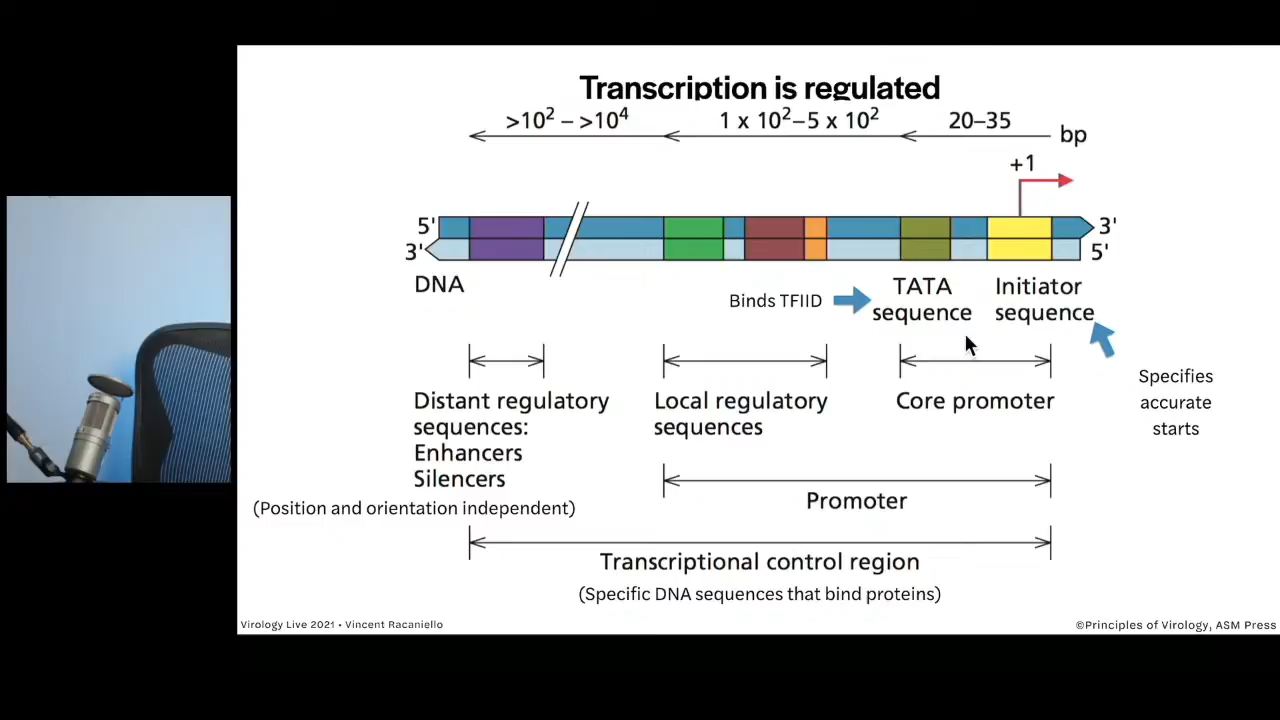 Transcription is regulated
>10² – >10⁴ 1 x 10²–5 x 10² 20–35 bp
+1
5' 3'
3' 5'
DNA
Binds TFIID
TATA
sequence
Initiator
sequence
Specifies
accurate
starts
Distant regulatory
sequences:
Enhancers
Silencers
(Position and orientation independent)
Local regulatory
sequences
Core promoter
Promoter
Transcriptional control region
(Specific DNA sequences that bind proteins)
Virology Live 2021 • Vincent Racaniello
©Principles of Virology, ASM Press